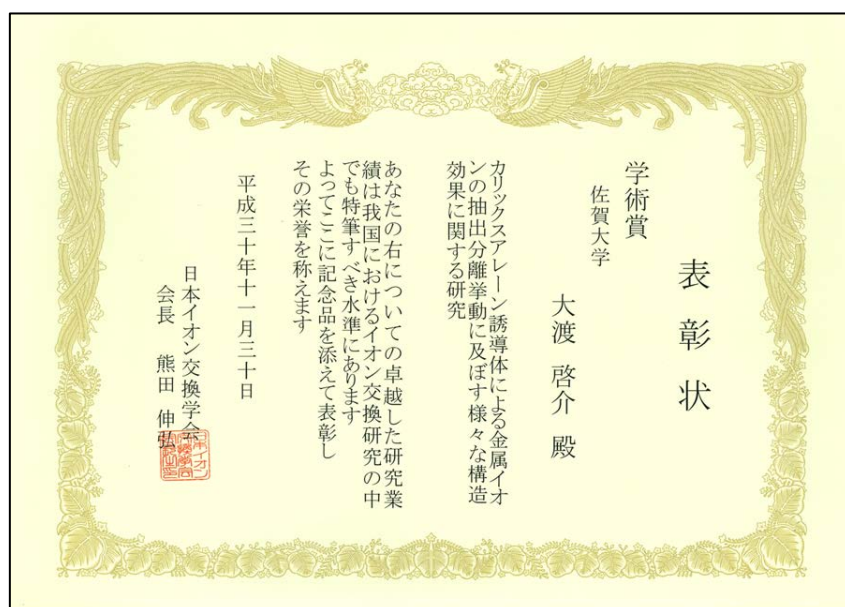 表彰状
学術賞
佐賀大学
大渡 啓介 殿
カリックスアレーン誘導体による金属イオ
ンの抽出分離挙動に及ぼす様々な構造
効果に関する研究
あなたの右についての卓越した研究業
績は我国におけるイオン交換研究の中
でも特筆すべき水準にあります
よってここに記念品を添えて表彰し
その栄誉を称えます
平成三十年十一月三十日
日本イオン交換学会
会長 熊田 伸弘